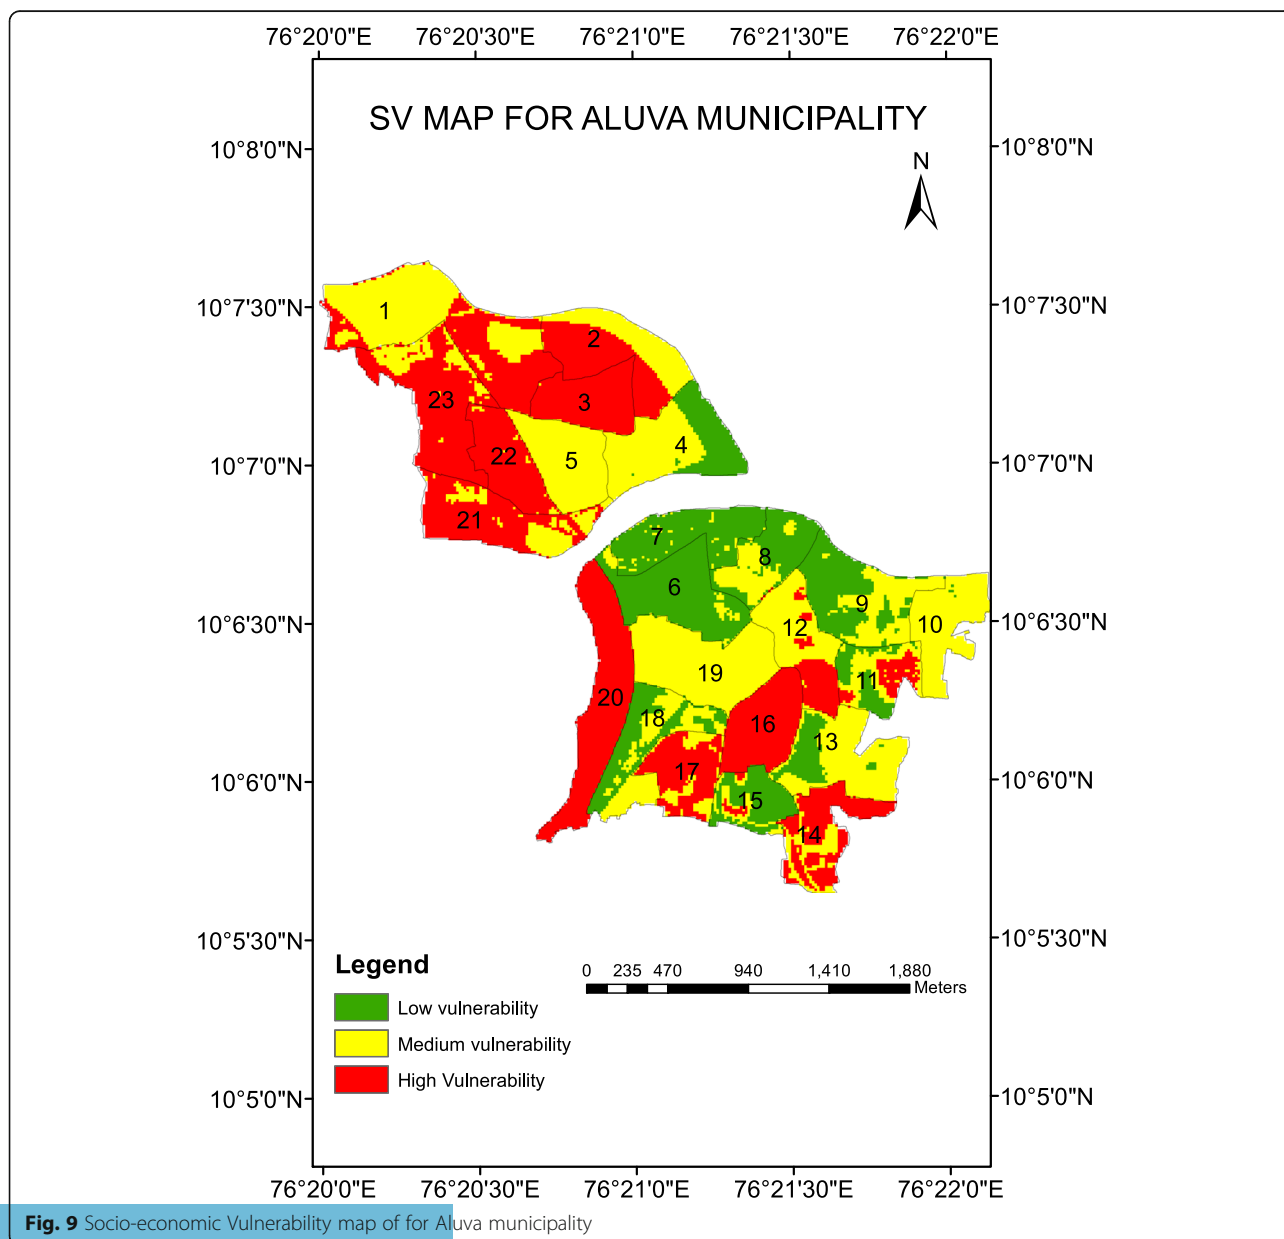 76°20'0"E 76°20'30"E 76°21'0"E 76°21'30"E 76°22'0"E
SV MAP FOR ALUVA MUNICIPALITY
10°8'0"N 10°8'0"N
N
10°7'30"N 10°7'30"N
1
2
23 3
4
22 5
10°7'0"N 10°7'0"N
21
7
8
6
9
10°6'30"N 12 10 10°6'30"N
19 11
20
18 16
13
17
10°6'0"N 10°6'0"N
15
14
10°5'30"N 10°5'30"N
Legend
0 235 470 940 1,410 1,880
Meters
Low vulnerability
Medium vulnerability
High Vulnerability
10°5'0"N 10°5'0"N
76°20'0"E 76°20'30"E 76°21'0"E 76°21'30"E 76°22'0"E
Fig. 9 Socio-economic Vulnerability map of for Aluva municipality